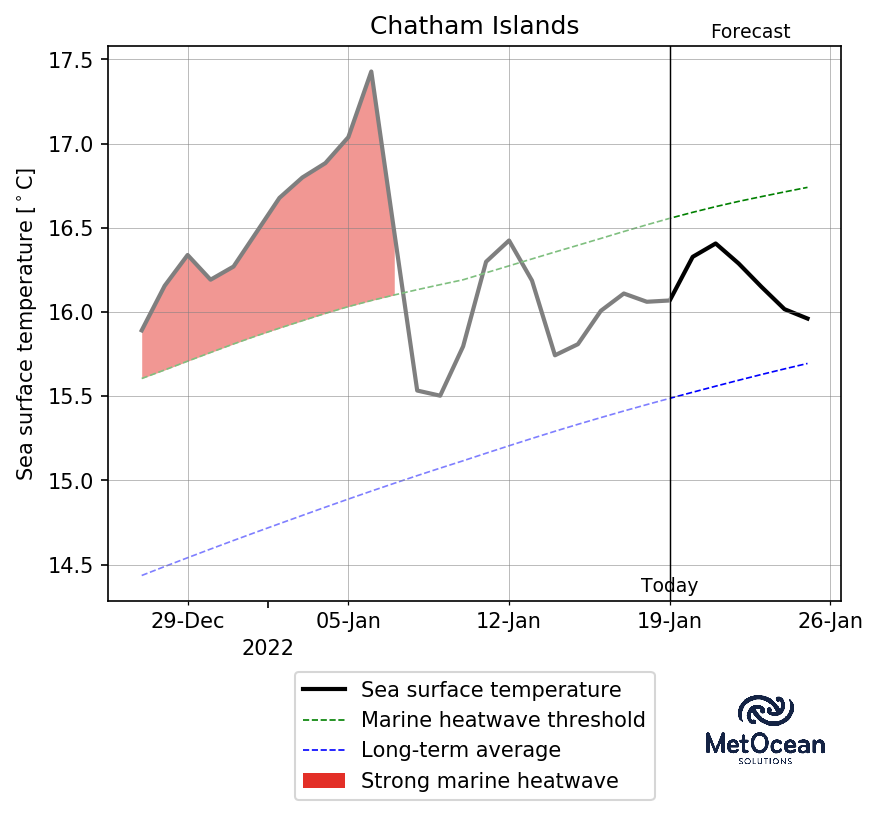 Chatham Islands
Forecast
Sea surface temperature [°C]
17.5
17.0
16.5
16.0
15.5
15.0
14.5
Today
29-Dec 05-Jan 12-Jan 19-Jan 26-Jan
2022
Sea surface temperature
Marine heatwave threshold
Long-term average
Strong marine heatwave
MetOcean
SOLUTIONS